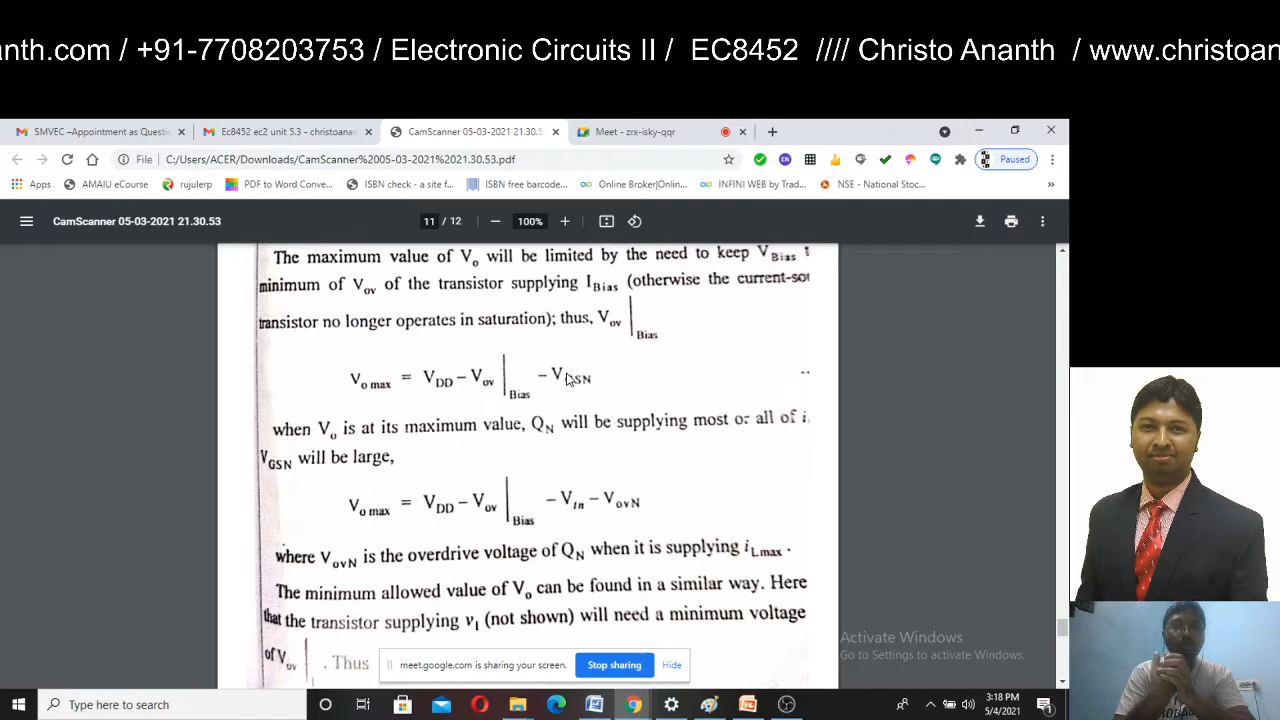 nth.com / +91-7708203753 / Electronic Circuits II / EC8452 //// Christo Ananth / www.christoan
SMVEC –Appointment as Questi
Ec8452 ec2 unit 5.3 - christoanan
CamScanner 05-03-2021 21.30.53
Meet - zrx-isky-qqr
File C:/Users/ACER/Downloads/CamScanner%2005-03-2021%2021.30.53.pdf
Paused
Apps AMAIU eCourse rujulerp PDF to Word Conve... ISBN check - a site f... ISBN free barcode... Online Broker|Onlin... INFINI WEB by Trad... NSE - National Stoc... »
CamScanner 05-03-2021 21.30.53 11 / 12 100%
The maximum value of Vo will be limited by the need to keep VBias t
minimum of Vov of the transistor supplying IBias (otherwise the current-sou
transistor no longer operates in saturation); thus, Vov |Bias
Vo max = VDD – Vov |Bias – VGSN
when Vo is at its maximum value, QN will be supplying most or all of i
VGSN will be large,
Vo max = VDD – Vov |Bias – Vtn – VovN
where VovN is the overdrive voltage of QN when it is supplying iLmax .
The minimum allowed value of Vo can be found in a similar way. Here
that the transistor supplying vI (not shown) will need a minimum voltage
of Vov | . Thus
meet.google.com is sharing your screen. Stop sharing Hide
Activate Windows
Go to Settings to activate Windows.
Type here to search
3:18 PM
5/4/2021
1